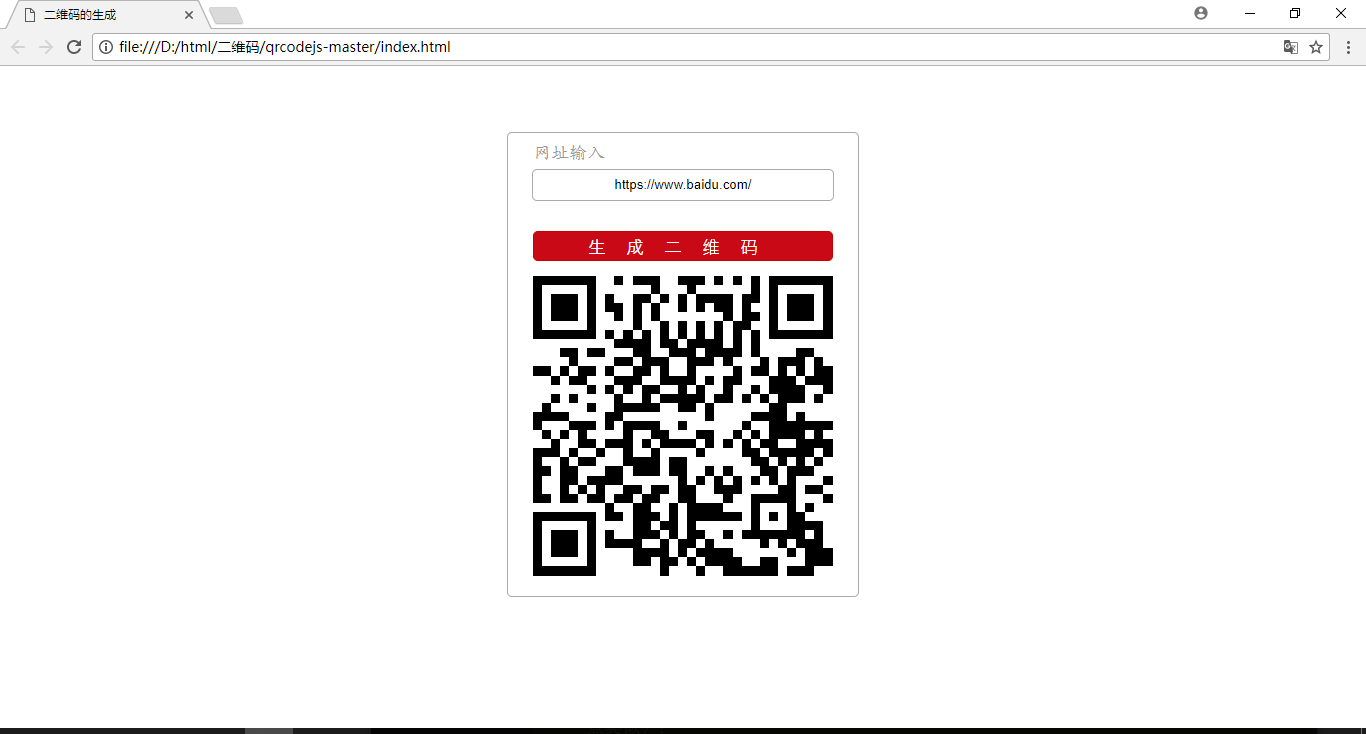 二维码的生成
file:///D:/html/二维码/qrcodejs-master/index.html
网址输入
https://www.baidu.com/
生成二维码